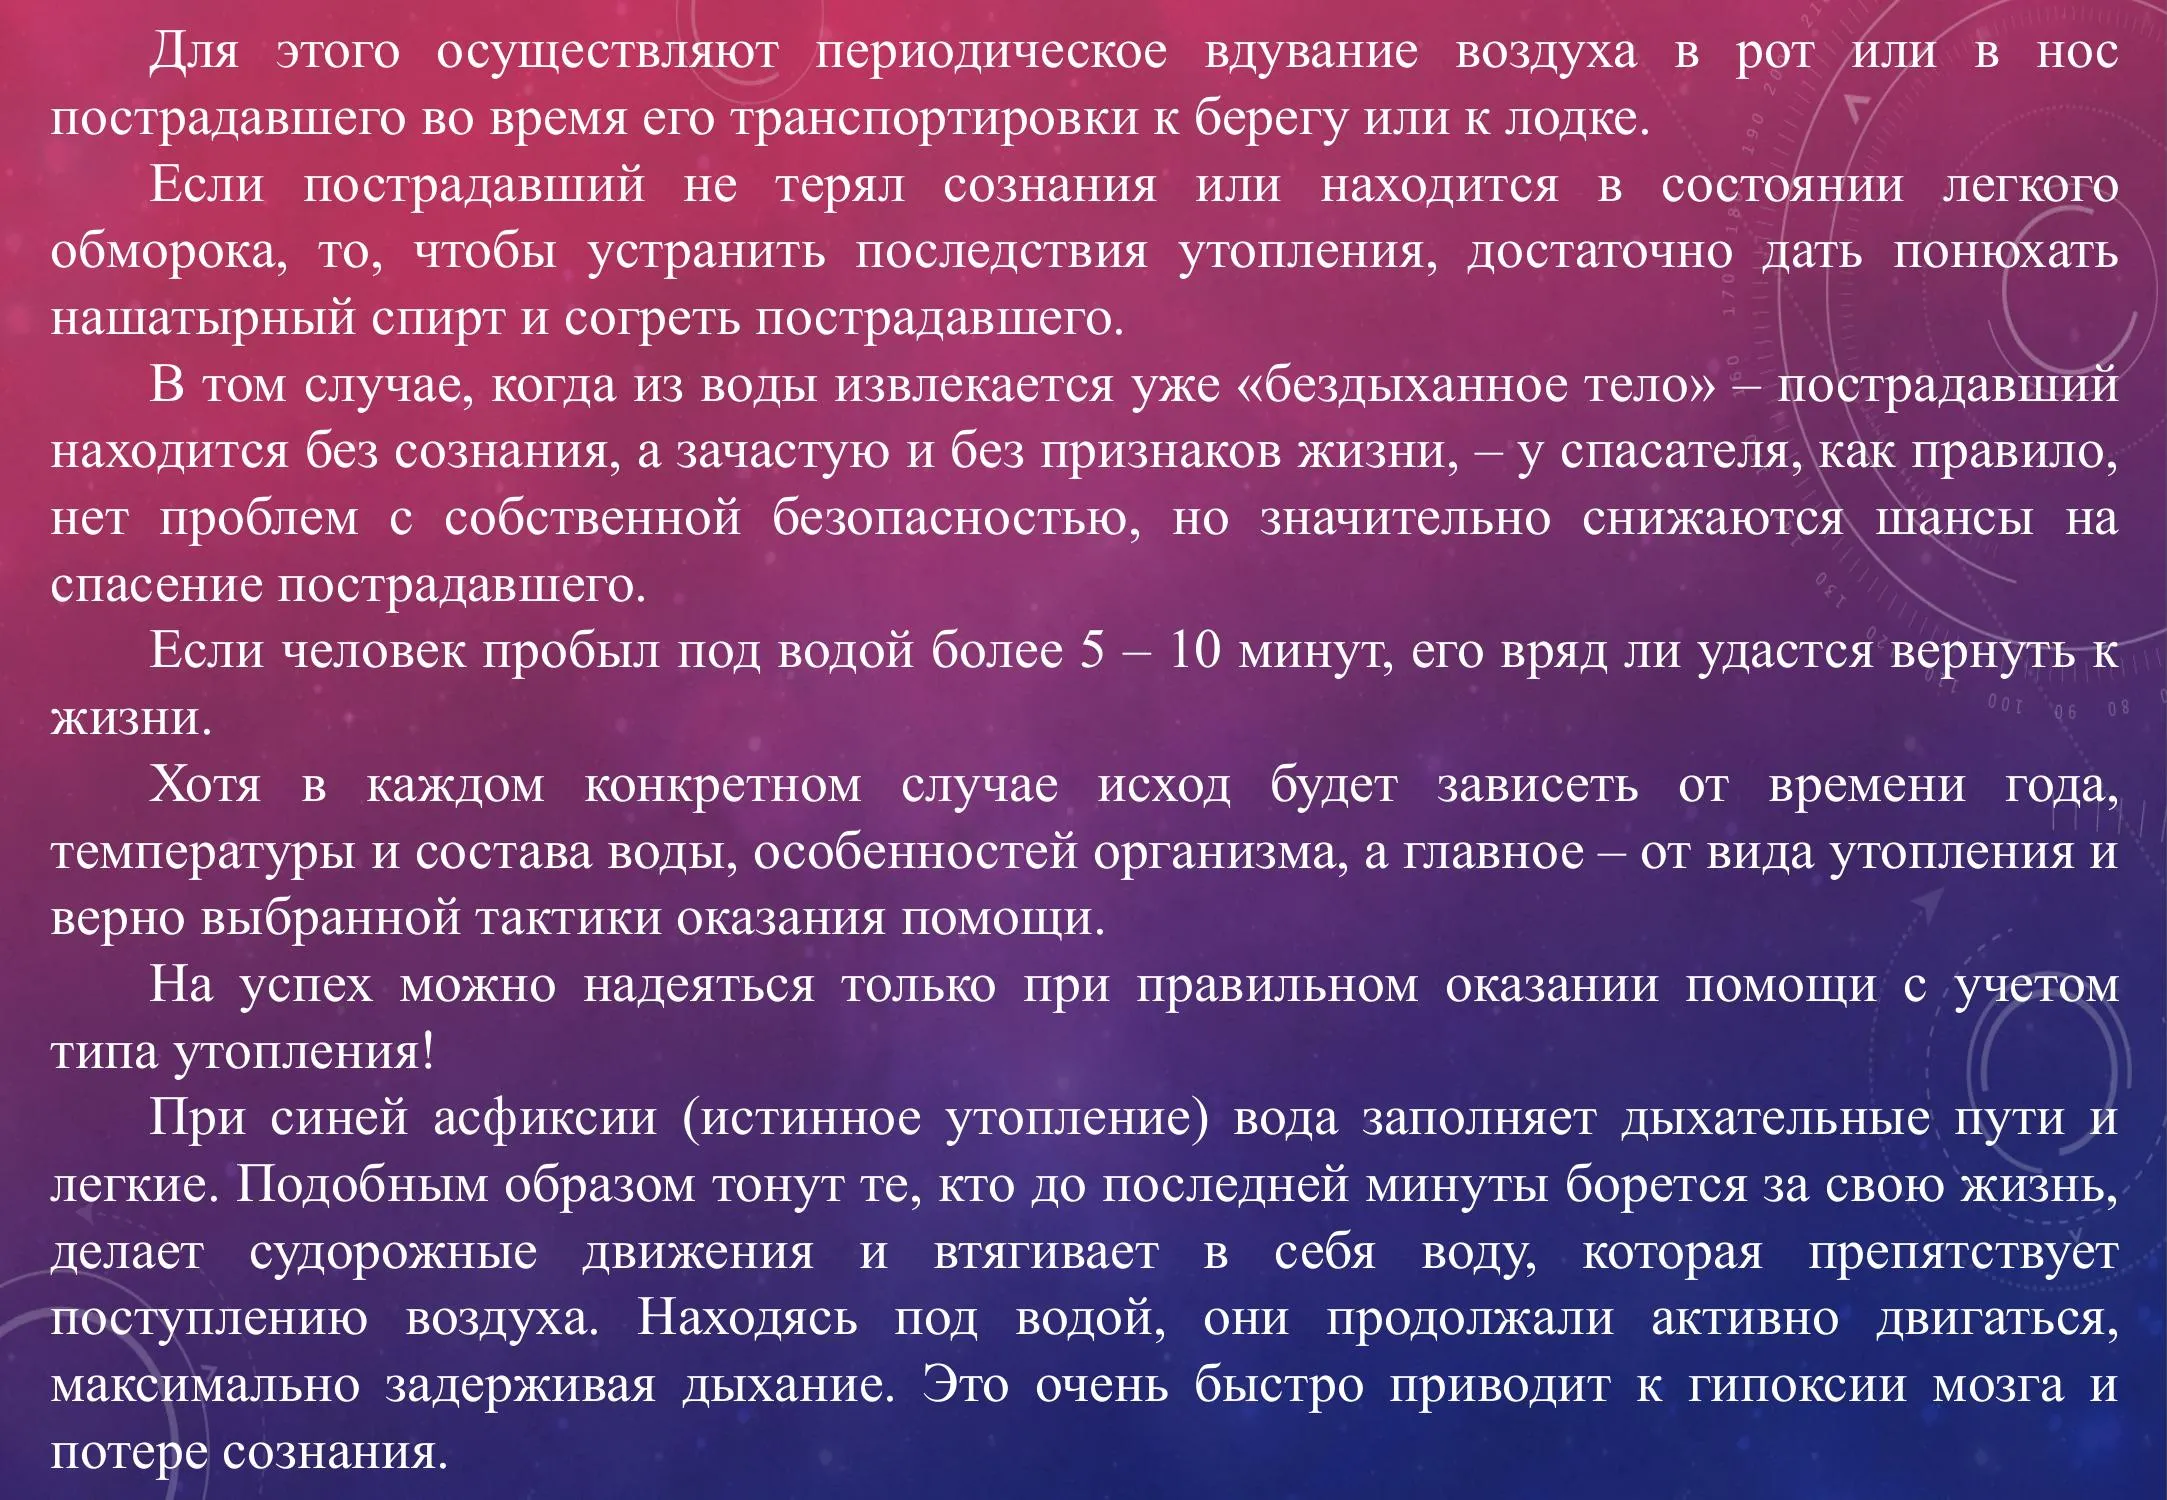 Для этого осуществляют периодическое вдувание воздуха в рот или в нос
пострадавшего во время его транспортировки к берегу или к лодке.
Если пострадавший не терял сознания или находится в состоянии легкого
обморока, то, чтобы устранить последствия утопления, достаточно дать понюхать
нашатырный спирт и согреть пострадавшего.
В том случае, когда из воды извлекается уже «бездыханное тело» – пострадавший
находится без сознания, а зачастую и без признаков жизни, – у спасателя, как правило,
нет проблем с собственной безопасностью, но значительно снижаются шансы на
спасение пострадавшего.
Если человек пробыл под водой более 5 – 10 минут, его вряд ли удастся вернуть к
жизни.
Хотя в каждом конкретном случае исход будет зависеть от времени года,
температуры и состава воды, особенностей организма, а главное – от вида утопления и
верно выбранной тактики оказания помощи.
На успех можно надеяться только при правильном оказании помощи с учетом
типа утопления!
При синей асфиксии (истинное утопление) вода заполняет дыхательные пути и
легкие. Подобным образом тонут те, кто до последней минуты борется за свою жизнь,
делает судорожные движения и втягивает в себя воду, которая препятствует
поступлению воздуха. Находясь под водой, они продолжали активно двигаться,
максимально задерживая дыхание. Это очень быстро приводит к гипоксии мозга и
потере сознания.
190
170
160
130
110
100
90
80